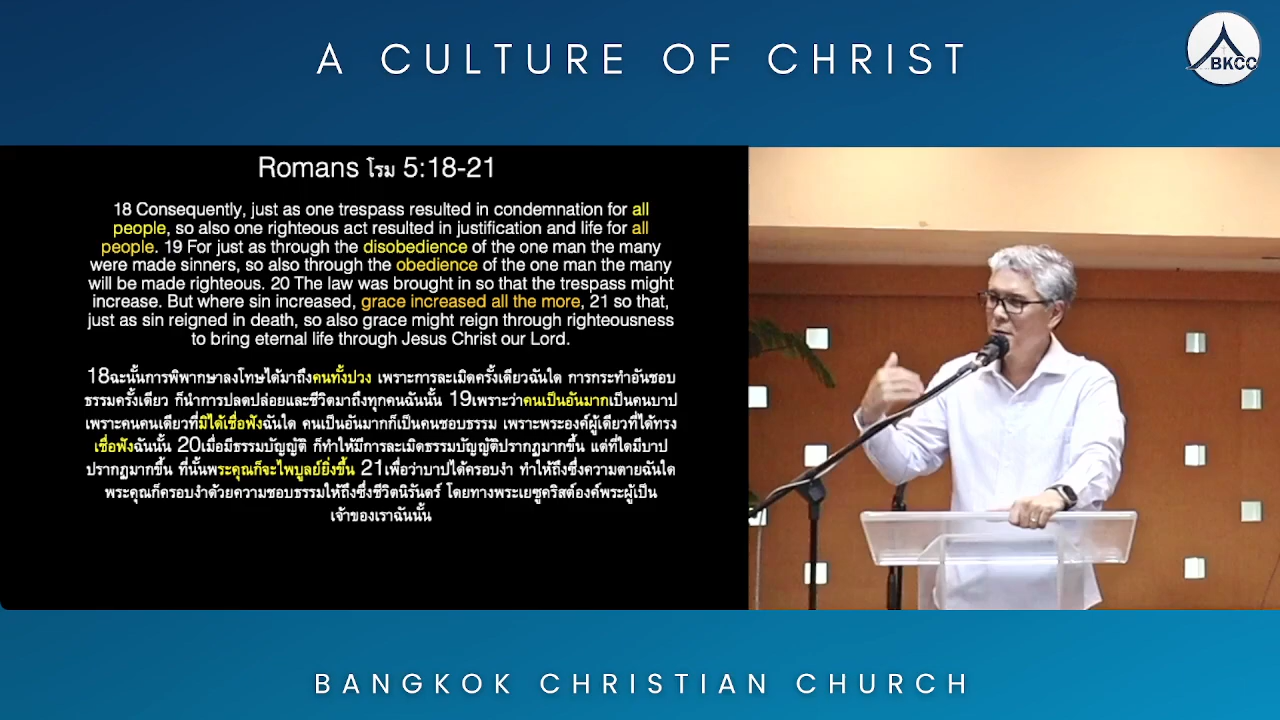 A CULTURE OF CHRIST
BKCC
Romans โรม 5:18-21
18 Consequently, just as one trespass resulted in condemnation for all
people, so also one righteous act resulted in justification and life for all
people. 19 For just as through the disobedience of the one man the many
were made sinners, so also through the obedience of the one man the many
will be made righteous. 20 The law was brought in so that the trespass might
increase. But where sin increased, grace increased all the more, 21 so that,
just as sin reigned in death, so also grace might reign through righteousness
to bring eternal life through Jesus Christ our Lord.
18ฉะนั้นการพิพากษาลงโทษได้มาถึงคนทั้งปวง เพราะการละเมิดครั้งเดียวฉันใด การกระทำอันชอบ
ธรรมครั้งเดียว ก็นำการปลดปล่อยและชีวิตมาถึงทุกคนฉันนั้น 19เพราะว่าคนเป็นอันมากเป็นคนบาป
เพราะคนคนเดียวที่มิได้เชื่อฟังฉันใด คนเป็นอันมากก็เป็นคนชอบธรรม เพราะพระองค์ผู้เดียวที่ได้ทรง
เชื่อฟังฉันนั้น 20เมื่อมีธรรมบัญญัติ ก็ทำให้มีการละเมิดธรรมบัญญัติปรากฏมากขึ้น แต่ที่ใดมีบาป
ปรากฏมากขึ้น ที่นั้นพระคุณก็จะไพบูลย์ยิ่งขึ้น 21เพื่อว่าบาปได้ครอบงำ ทำให้ถึงซึ่งความตายฉันใด
พระคุณก็ครอบงำด้วยความชอบธรรมให้ถึงซึ่งชีวิตนิรันดร์ โดยทางพระเยซูคริสต์องค์พระผู้เป็น
เจ้าของเราฉันนั้น
BANGKOK CHRISTIAN CHURCH